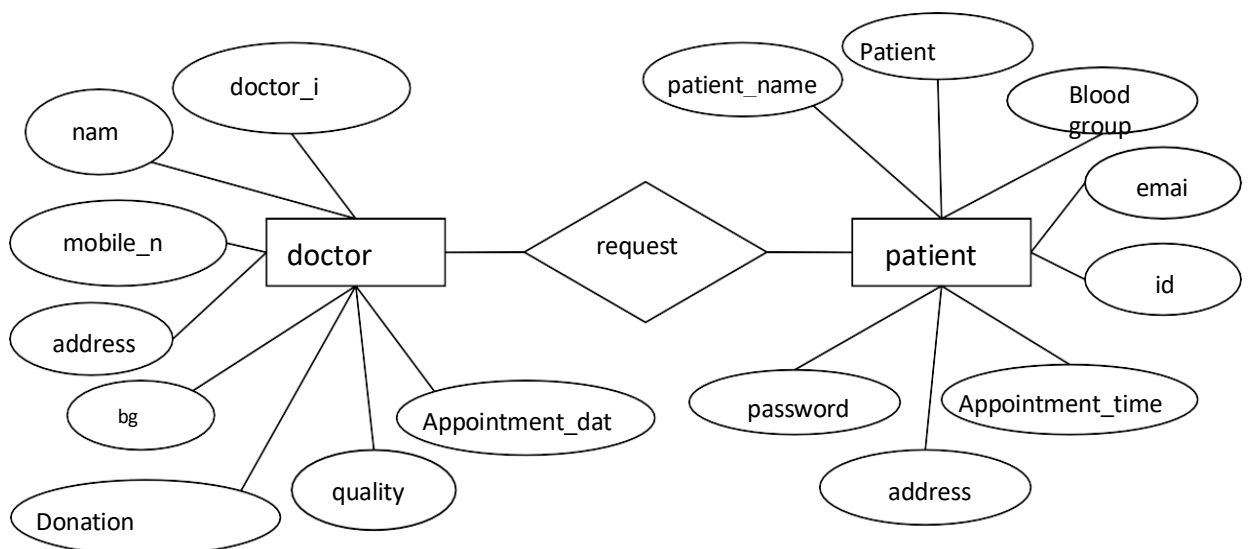 Patient
patient_name
doctor_i
Blood
group
nam
emai
mobile_n
request
doctor
patient
id
address
bg
Appointment_dat
password
Appointment_time
quality
address
Donation